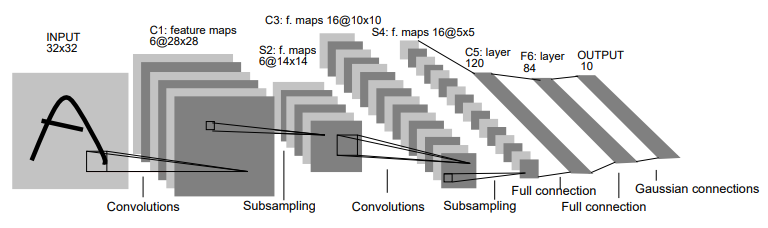 INPUT
32x32
C1: feature maps
6@28x28
S2: f. maps
6@14x14
C3: f. maps 16@10x10
S4: f. maps 16@5x5
C5: layer
120
F6: layer
84
OUTPUT
10
Convolutions
Subsampling
Convolutions
Subsampling
Full connection
Full connection
Gaussian connections